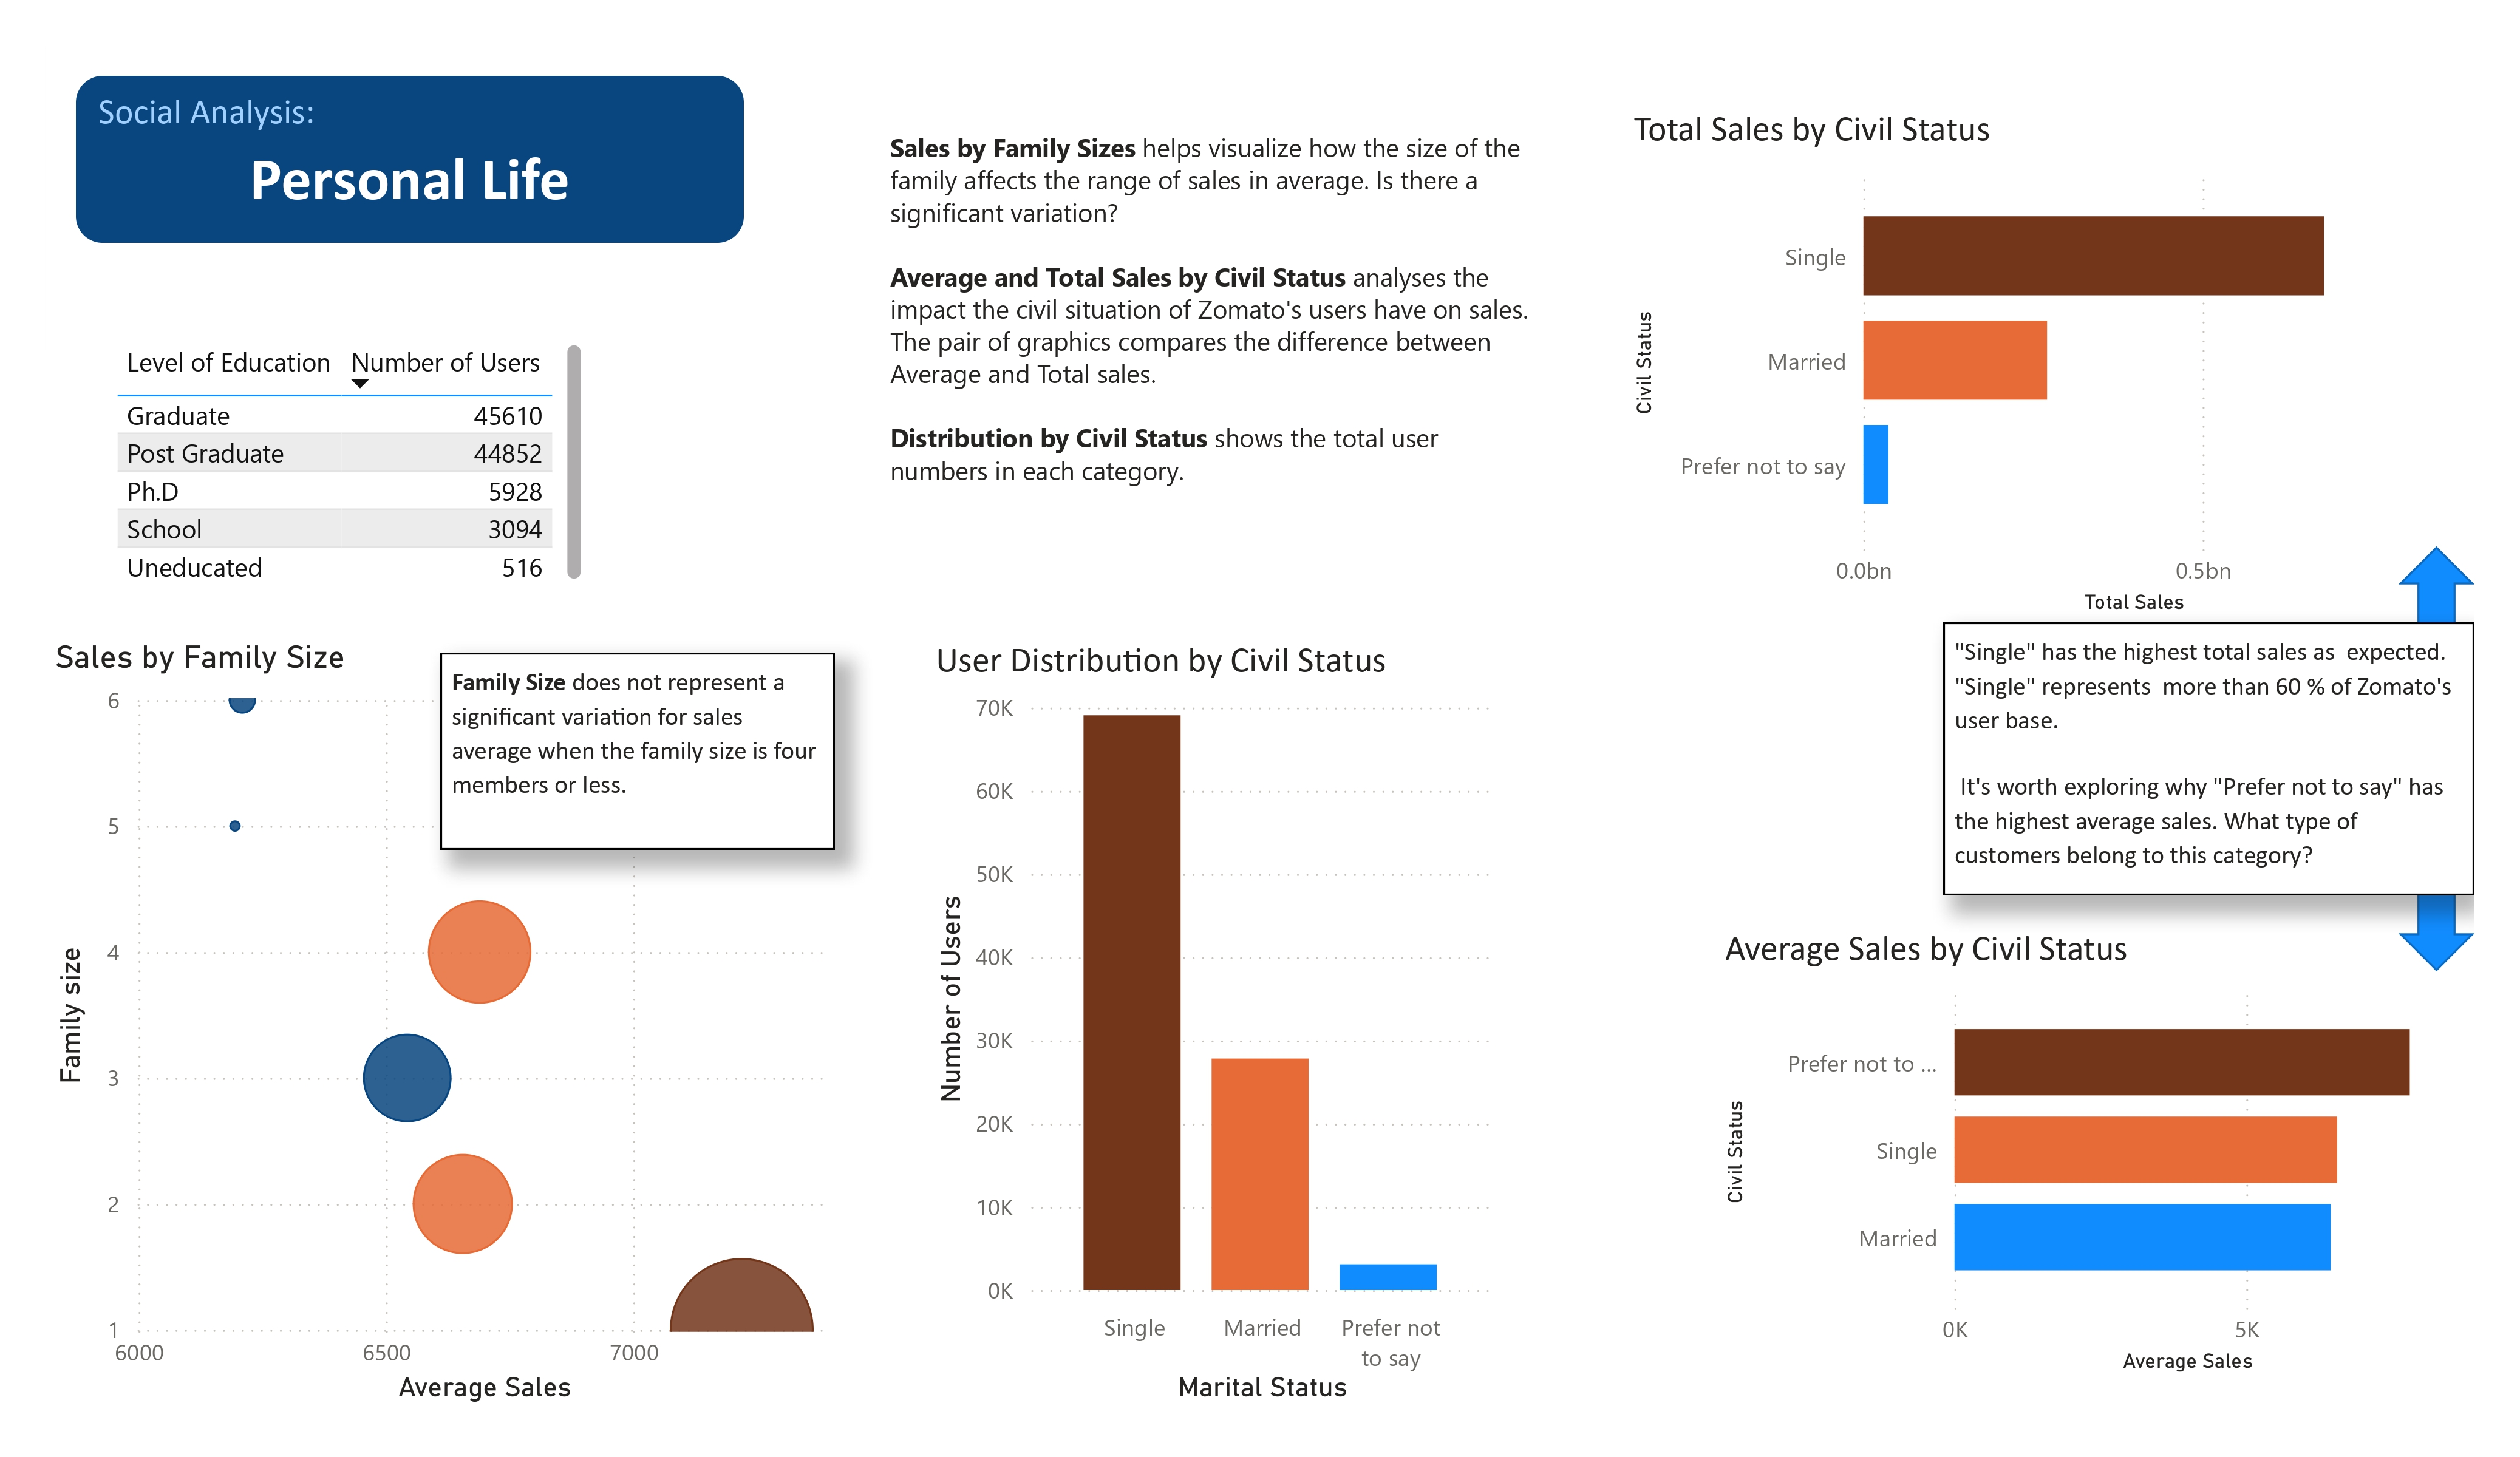 Social Analysis:
Personal Life
Level of Education Number of Users
Graduate 45610
Post Graduate 44852
Ph.D 5928
School 3094
Uneducated 516
Sales by Family Sizes helps visualize how the size of the
family affects the range of sales in average. Is there a
significant variation?
Average and Total Sales by Civil Status analyses the
impact the civil situation of Zomato's users have on sales.
The pair of graphics compares the difference between
Average and Total sales.
Distribution by Civil Status shows the total user
numbers in each category.
Total Sales by Civil Status
Civil Status
Single
Married
Prefer not to say
0.0bn 0.5bn
Total Sales
Sales by Family Size
Family Size does not represent a
significant variation for sales
average when the family size is four
members or less.
Family size
6
5
4
3
2
1
6000 6500 7000
Average Sales
User Distribution by Civil Status
Number of Users
70K
60K
50K
40K
30K
20K
10K
0K
Single Married Prefer not
to say
Marital Status
"Single" has the highest total sales as  expected.
"Single" represents  more than 60 % of Zomato's
user base.
It's worth exploring why "Prefer not to say" has
the highest average sales. What type of
customers belong to this category?
Average Sales by Civil Status
Civil Status
Prefer not to ...
Single
Married
0K 5K
Average Sales